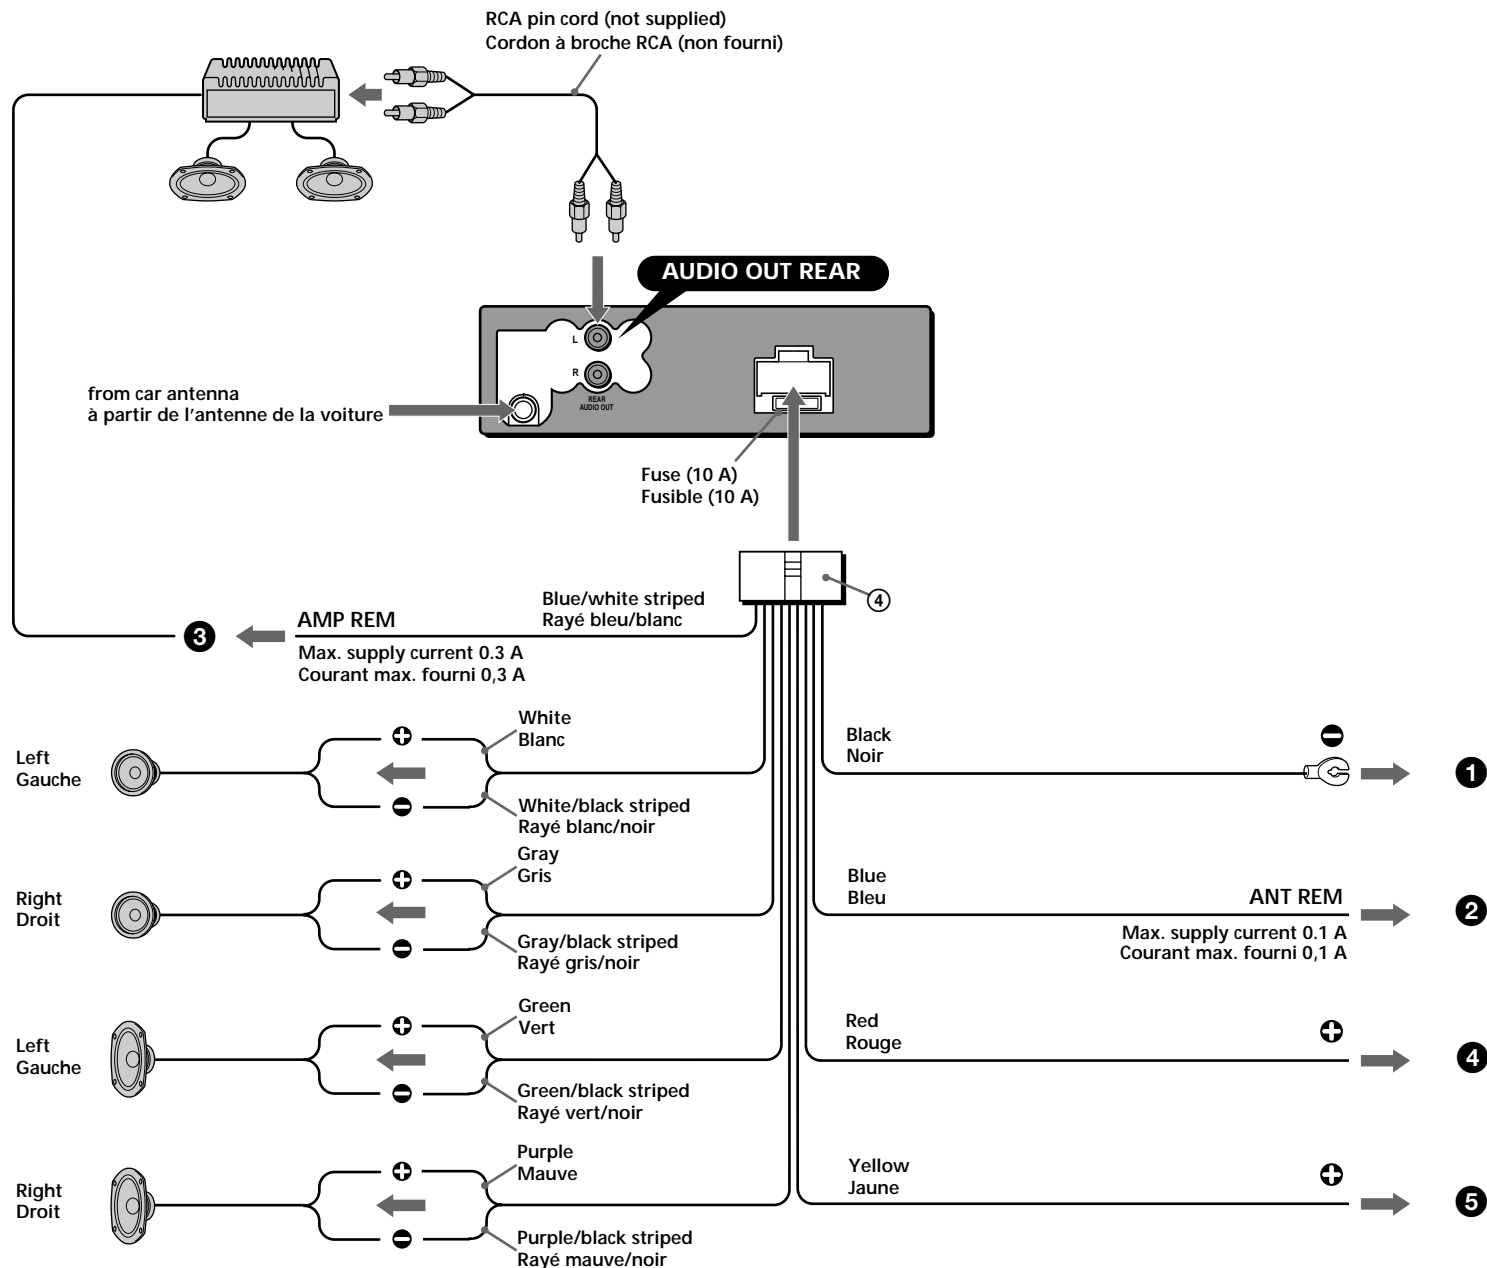 RCA pin cord (not supplied)
Cordon à broche RCA (non fourni)
AUDIO OUT REAR
L
R
REAR
AUDIO OUT
from car antenna
à partir de l'antenne de la voiture
Fuse (10 A)
Fusible (10 A)
④
Blue/white striped
Rayé bleu/blanc
❸
AMP REM
Max. supply current 0.3 A
Courant max. fourni 0,3 A
Left
Gauche
White
Blanc
White/black striped
Rayé blanc/noir
Black
Noir
❶
Right
Droit
Gray
Gris
Gray/black striped
Rayé gris/noir
Blue
Bleu
ANT REM
❷
Max. supply current 0.1 A
Courant max. fourni 0,1 A
Left
Gauche
Green
Vert
Green/black striped
Rayé vert/noir
Red
Rouge
❹
Right
Droit
Purple
Mauve
Purple/black striped
Rayé mauve/noir
Yellow
Jaune
❺